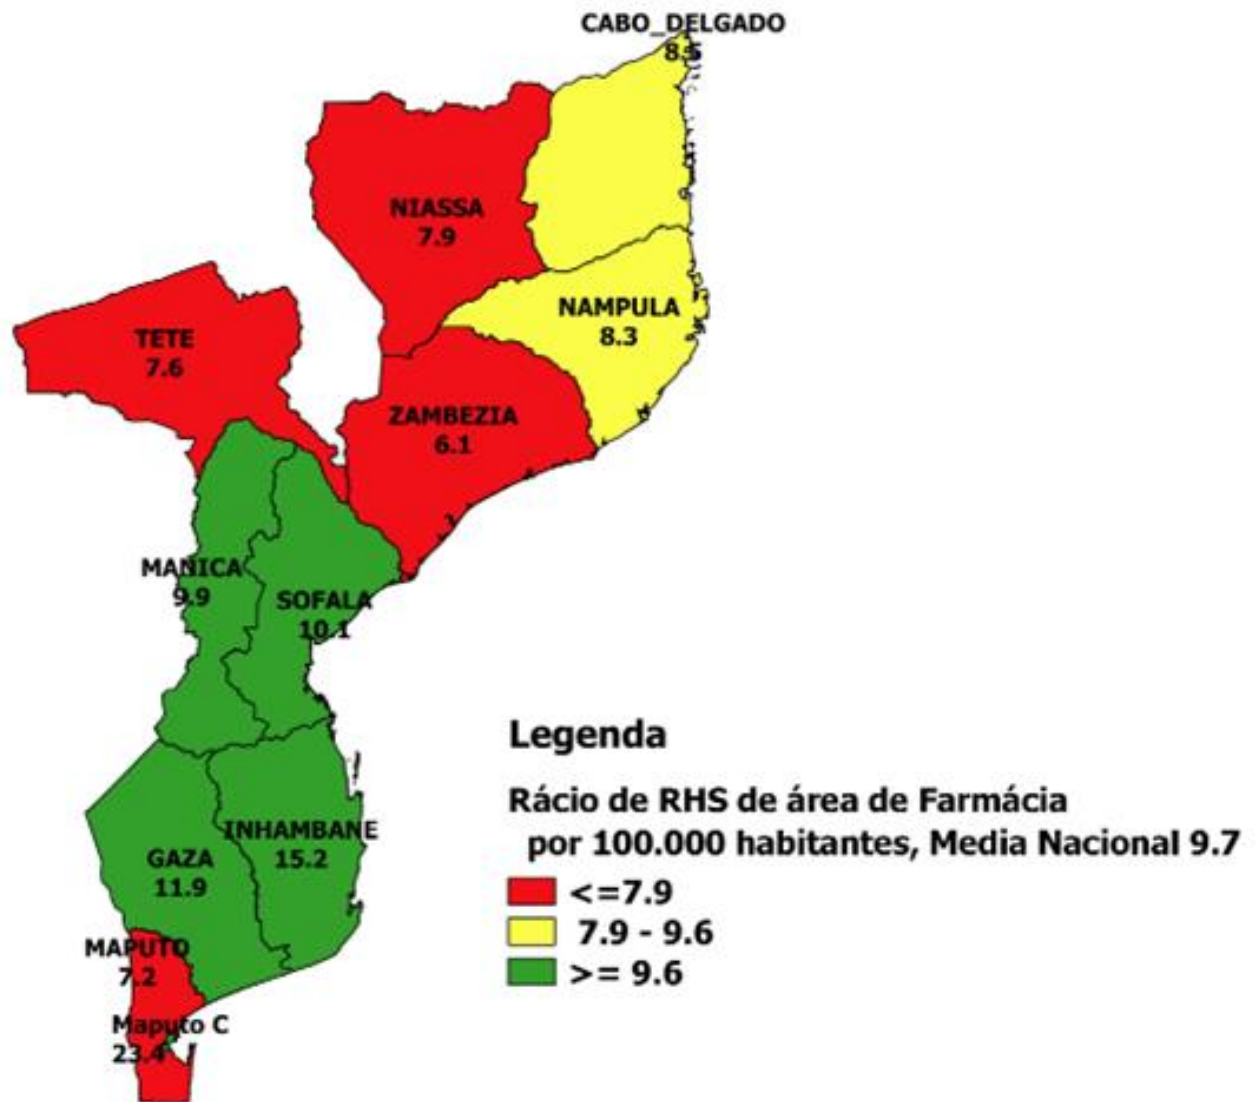 CABO_DELGADO
NIASSA
7.9
NAMPULA
8.3
TETE
7.6
ZAMBEZIA
6.1
MANICA
9.9
SOFALA
10.1
INHAMBANE
15.2
GAZA
11.9
MAPUTO
7.2
Maputo C
23.4
Legenda
Rácio de RHS de área de Farmácia
por 100.000 habitantes, Media Nacional 9.7
<=7.9
7.9 - 9.6
>= 9.6